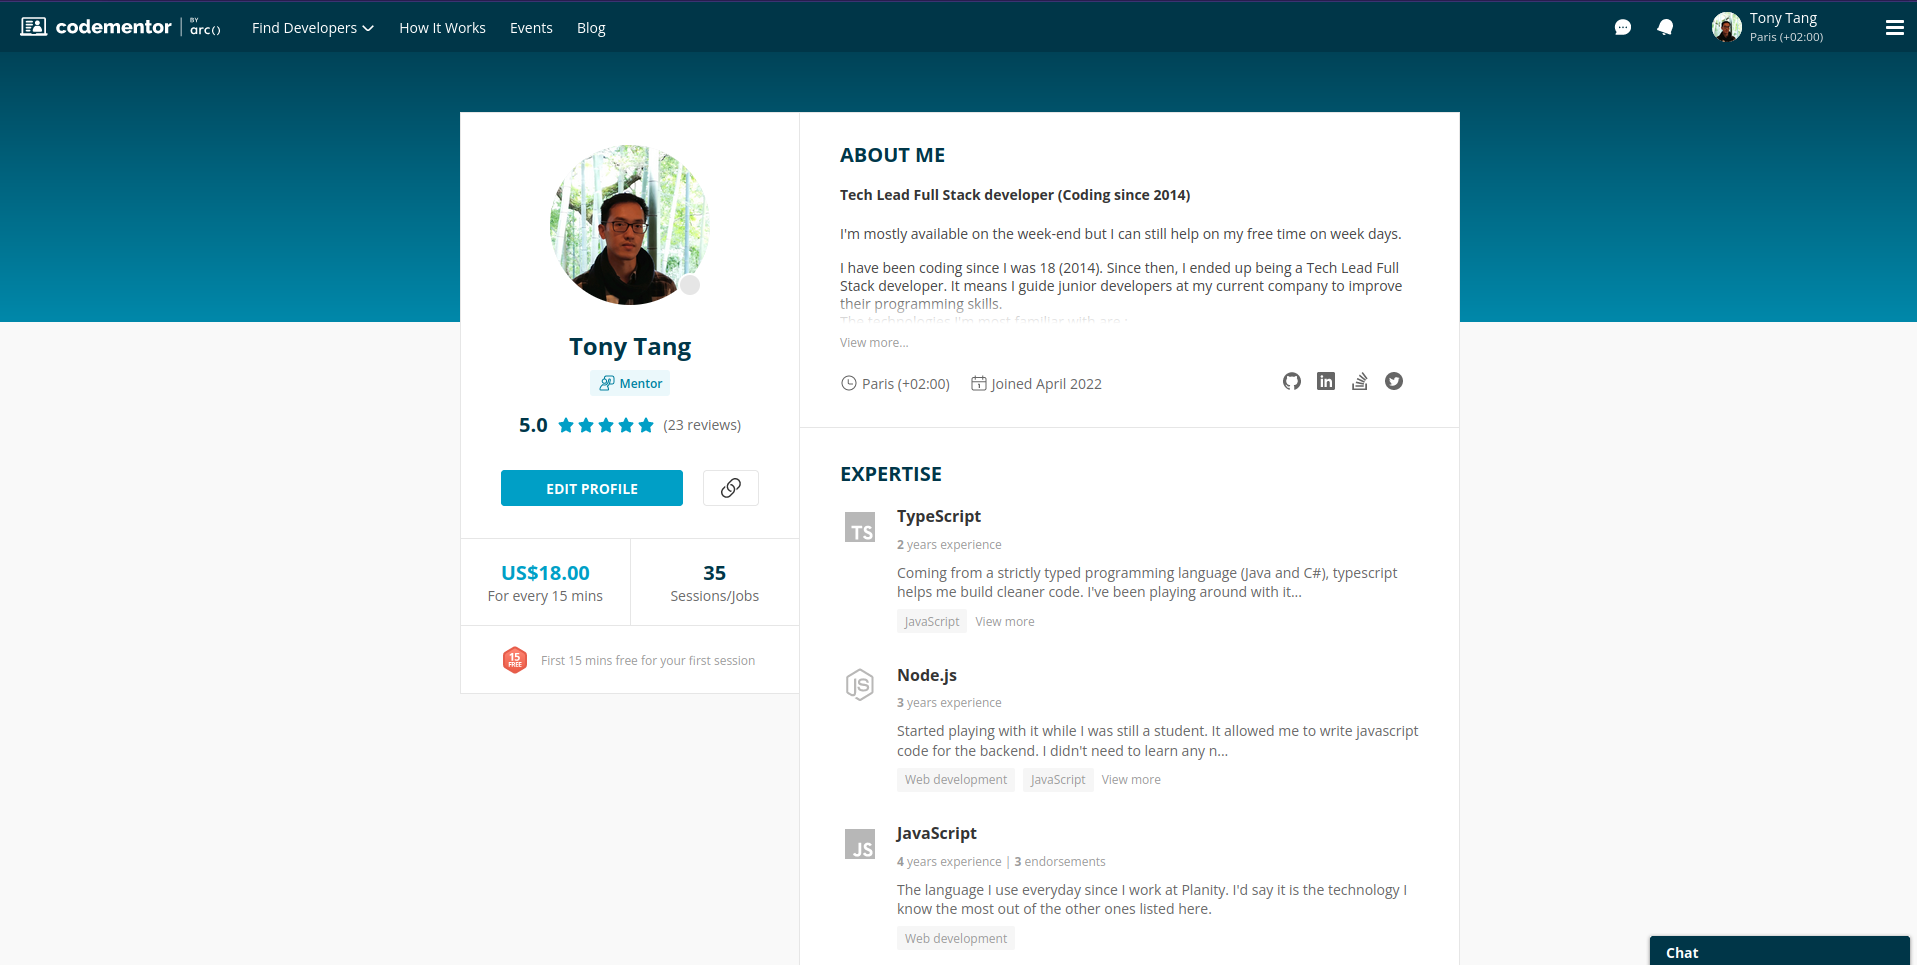 codementor | BY arc()
Find Developers
How It Works
Events
Blog
Tony Tang
Paris (+02:00)
Tony Tang
Mentor
5.0 (23 reviews)
EDIT PROFILE
US$18.00
For every 15 mins
35
Sessions/Jobs
15 FREE
First 15 mins free for your first session
ABOUT ME
Tech Lead Full Stack developer (Coding since 2014)
I'm mostly available on the week-end but I can still help on my free time on week days.
I have been coding since I was 18 (2014). Since then, I ended up being a Tech Lead Full
Stack developer. It means I guide junior developers at my current company to improve
their programming skills.
The technologies I'm most familiar with are :
View more...
Paris (+02:00)
Joined April 2022
EXPERTISE
TS
TypeScript
2 years experience
Coming from a strictly typed programming language (Java and C#), typescript
helps me build cleaner code. I've been playing around with it...
JavaScript View more
JS
Node.js
3 years experience
Started playing with it while I was still a student. It allowed me to write javascript
code for the backend. I didn't need to learn any n...
Web development JavaScript View more
JS
JavaScript
4 years experience | 3 endorsements
The language I use everyday since I work at Planity. I'd say it is the technology I
know the most out of the other ones listed here.
Web development
Chat